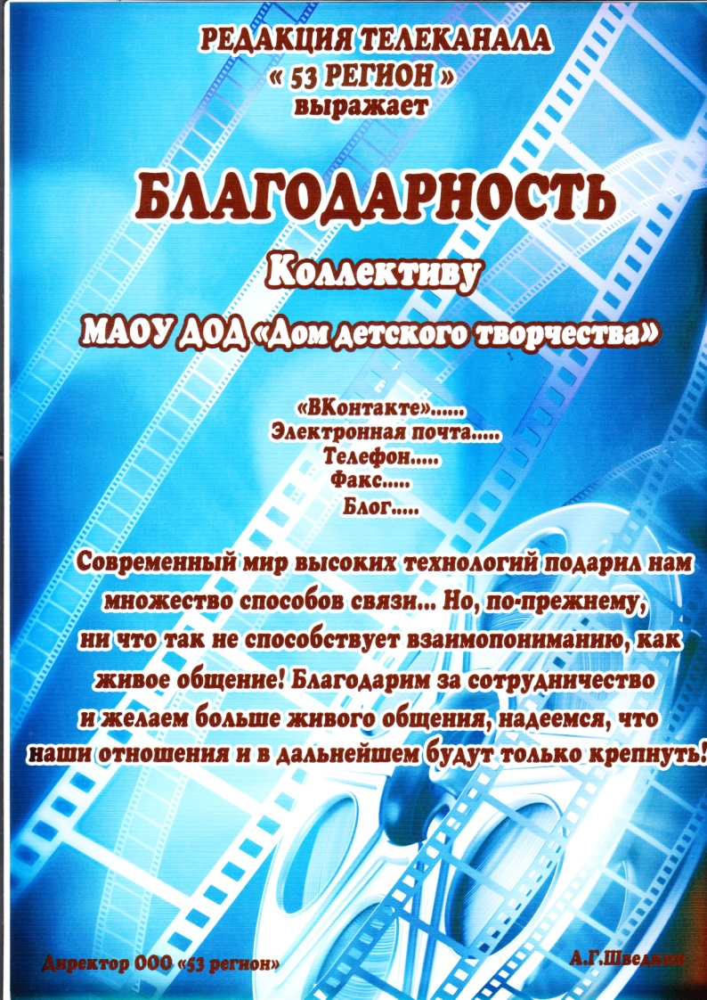 РЕДАКЦИЯ ТЕЛЕКАНАЛА
« 53 РЕГИОН »
выражает
БЛАГОДАРНОСТЬ
Коллективу
МАОУ ДОД «Дом детского творчества»
«ВКонтакте»......
Электронная почта.....
Телефон.....
Факс.....
Блог.....
Современный мир высоких технологий подарил нам
множество способов связи... Но, по-прежнему,
ни что так не способствует взаимопониманию, как
живое общение! Благодарим за сотрудничество
и желаем больше живого общения, надеемся, что
наши отношения и в дальнейшем будут только крепнуть!
Директор ООО «53 регион»
А.Г.